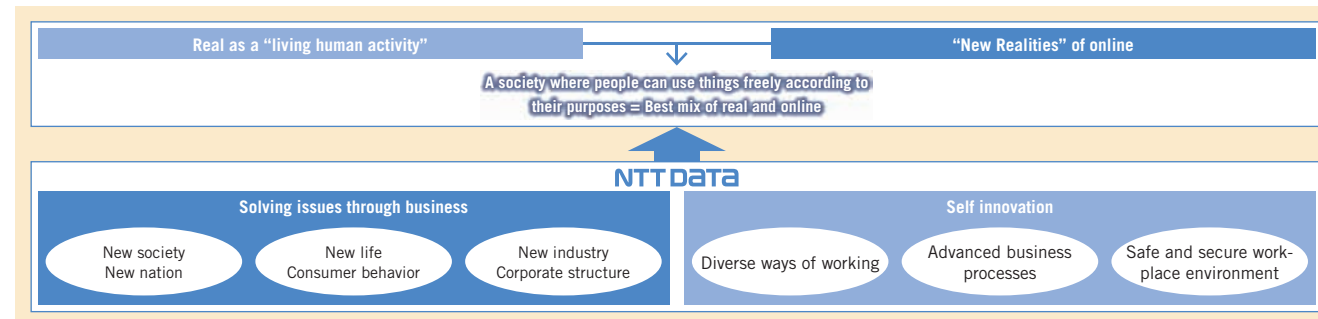 Real as a “living human activity”
“New Realities” of online
A society where people can use things freely according to
their purposes = Best mix of real and online
NTT DATA
Solving issues through business
New society
New nation
New life
Consumer behavior
New industry
Corporate structure
Self innovation
Diverse ways of working
Advanced business
processes
Safe and secure work-
place environment